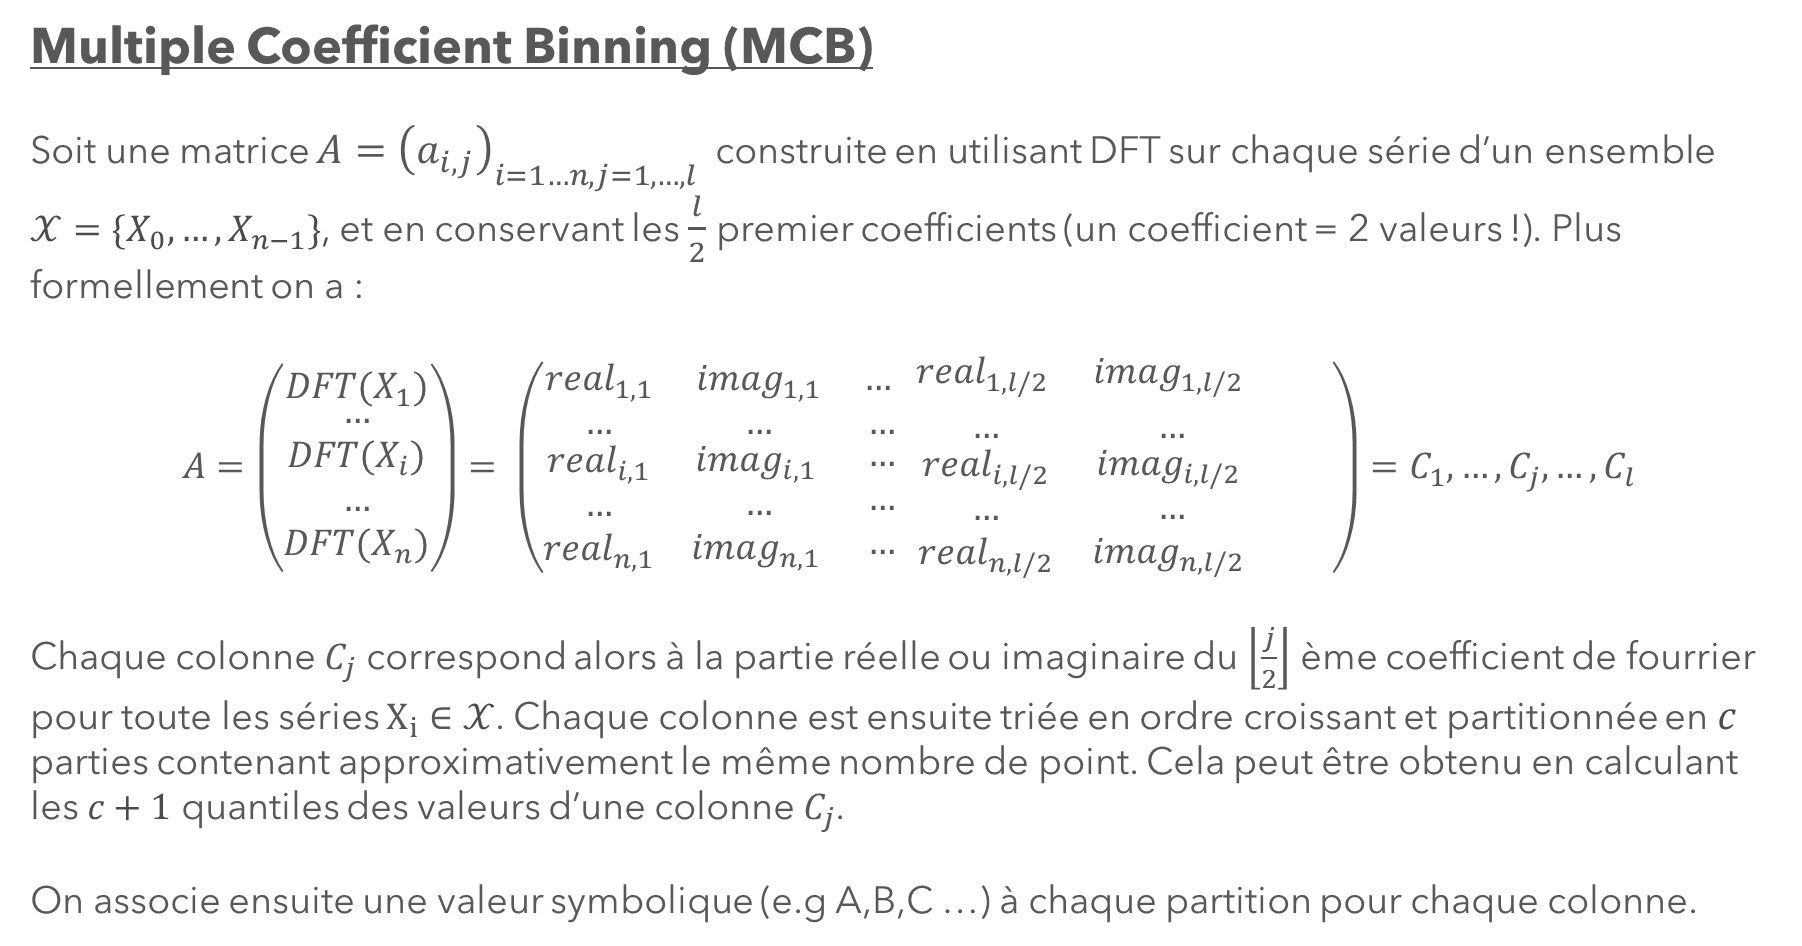 Multiple Coefficient Binning (MCB)
Soit une matrice A = (a_{i,j})_{i=1…n,j=1,…,l} construite en utilisant DFT sur chaque série d’un ensemble
𝒳 = {X_0, …, X_{n−1}}, et en conservant les l/2 premier coefficients (un coefficient = 2 valeurs !). Plus
formellement on a :
A = (DFT(X_1) … DFT(X_i) … DFT(X_n)) = (real_{1,1} imag_{1,1} … real_{1,l/2} imag_{1,l/2}
… … … … …
real_{i,1} imag_{i,1} … real_{i,l/2} imag_{i,l/2}
… … … … …
real_{n,1} imag_{n,1} … real_{n,l/2} imag_{n,l/2}) = C_1, … , C_j, … , C_l
Chaque colonne C_j correspond alors à la partie réelle ou imaginaire du ⌊j/2⌋ ème coefficient de fourrier
pour toute les séries X_i ∈ 𝒳. Chaque colonne est ensuite triée en ordre croissant et partitionnée en c
parties contenant approximativement le même nombre de point. Cela peut être obtenu en calculant
les c + 1 quantiles des valeurs d’une colonne C_j.
On associe ensuite une valeur symbolique (e.g A,B,C …) à chaque partition pour chaque colonne.